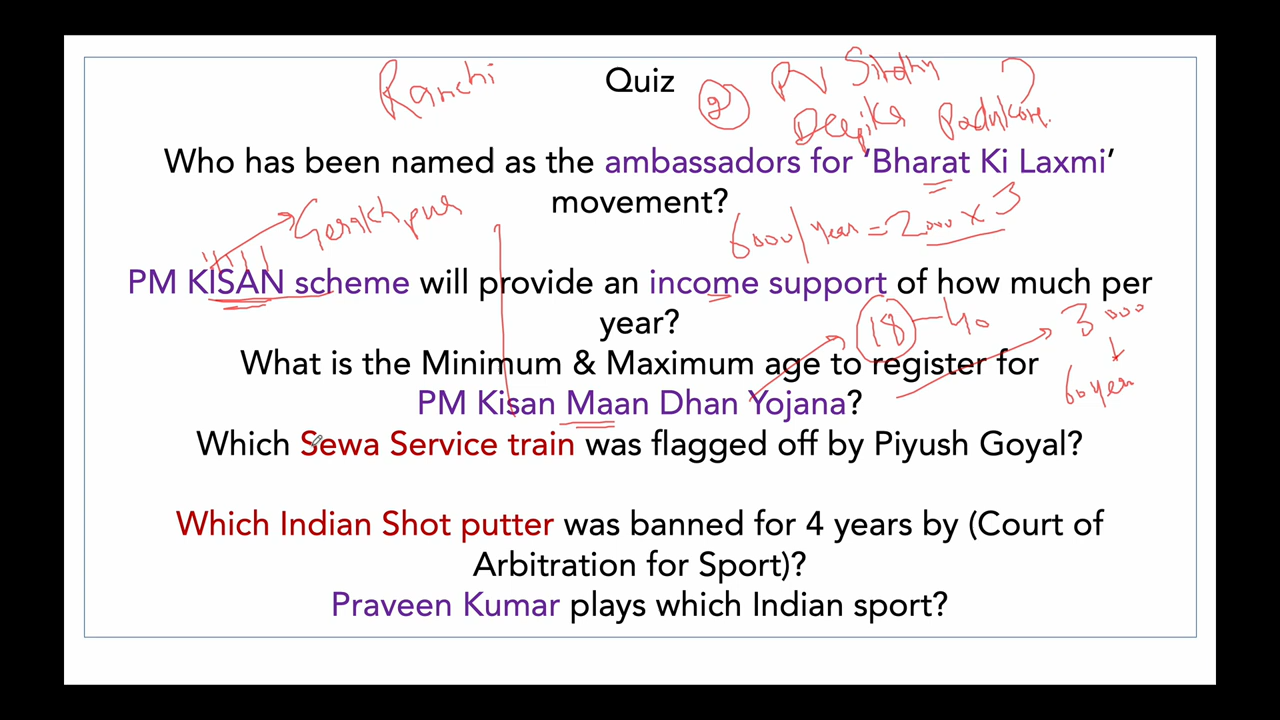 Ranchi
Quiz
2
PV Sindhu
Deepika Padukone
?
Who has been named as the ambassadors for ‘Bharat Ki Laxmi’
movement?
Gorakhpur
6000/year = 2000 x 3
PM KISAN scheme will provide an income support of how much per
year?
18 - 40
3000
60 year
What is the Minimum & Maximum age to register for
PM Kisan Maan Dhan Yojana?
Which Sewa Service train was flagged off by Piyush Goyal?
Which Indian Shot putter was banned for 4 years by (Court of
Arbitration for Sport)?
Praveen Kumar plays which Indian sport?